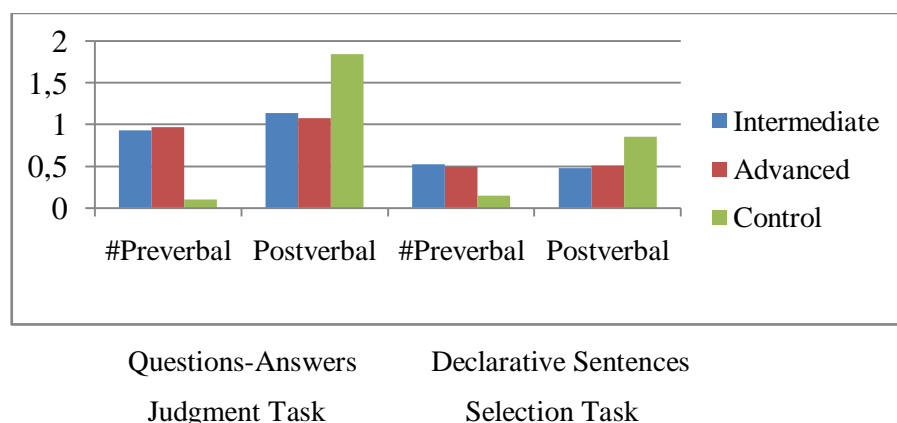 2
1,5
1
0,5
0
#Preverbal Postverbal #Preverbal Postverbal
Intermediate
Advanced
Control
Questions-Answers Declarative Sentences
Judgment Task Selection Task